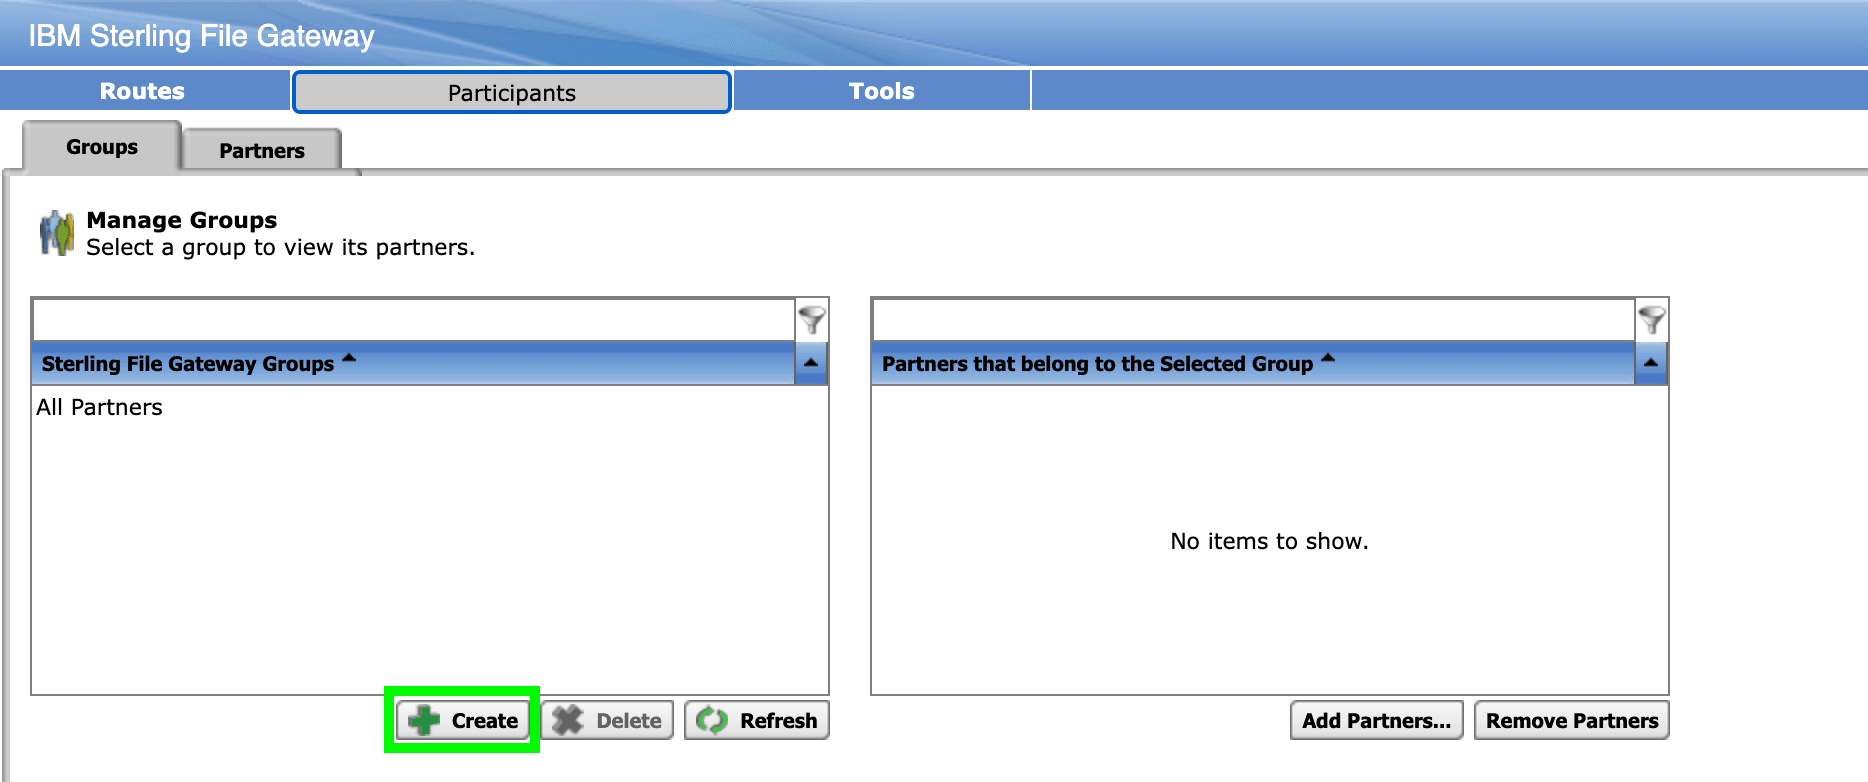 IBM Sterling File Gateway
Routes
Participants
Tools
Groups
Partners
Manage Groups
Select a group to view its partners.
Sterling File Gateway Groups
All Partners
Partners that belong to the Selected Group
No items to show.
Create
Delete
Refresh
Add Partners...
Remove Partners